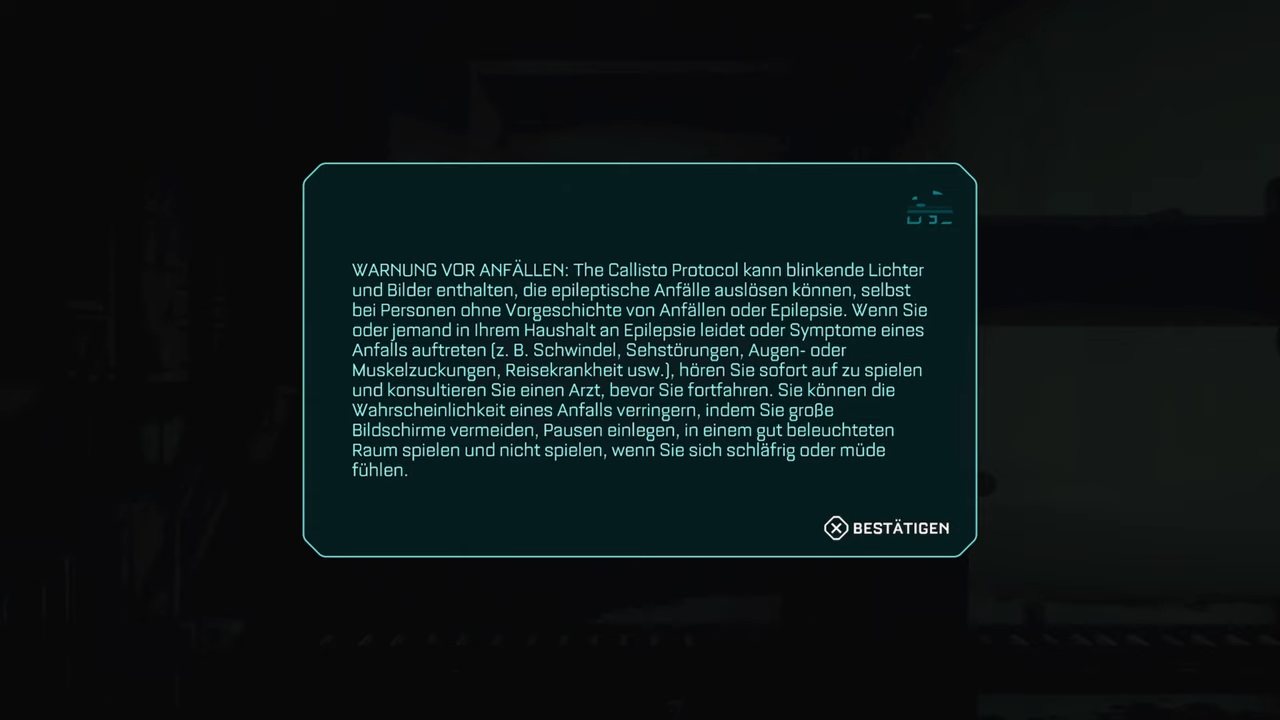 WARNUNG VOR ANFÄLLEN: The Callisto Protocol kann blinkende Lichter
und Bilder enthalten, die epileptische Anfälle auslösen können, selbst
bei Personen ohne Vorgeschichte von Anfällen oder Epilepsie. Wenn Sie
oder jemand in Ihrem Haushalt an Epilepsie leidet oder Symptome eines
Anfalls auftreten (z. B. Schwindel, Sehstörungen, Augen- oder
Muskelzuckungen, Reisekrankheit usw.), hören Sie sofort auf zu spielen
und konsultieren Sie einen Arzt, bevor Sie fortfahren. Sie können die
Wahrscheinlichkeit eines Anfalls verringern, indem Sie große
Bildschirme vermeiden, Pausen einlegen, in einem gut beleuchteten
Raum spielen und nicht spielen, wenn Sie sich schläfrig oder müde
fühlen.
BESTÄTIGEN